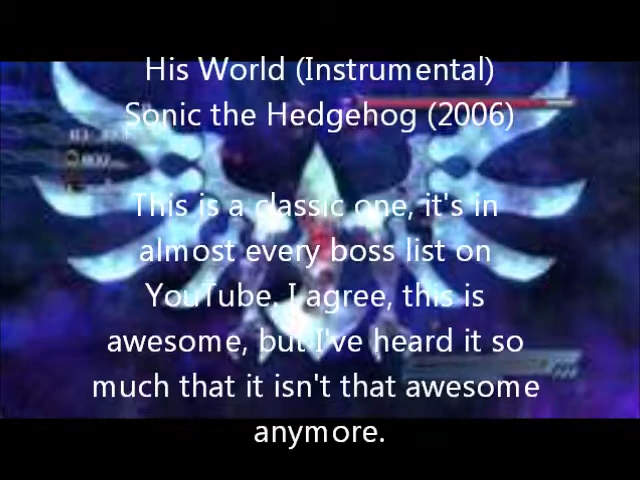 His World (Instrumental)
Sonic the Hedgehog (2006)
This is a classic one, it's in
almost every boss list on
YouTube. I agree, this is
awesome, but I've heard it so
much that it isn't that awesome
anymore.